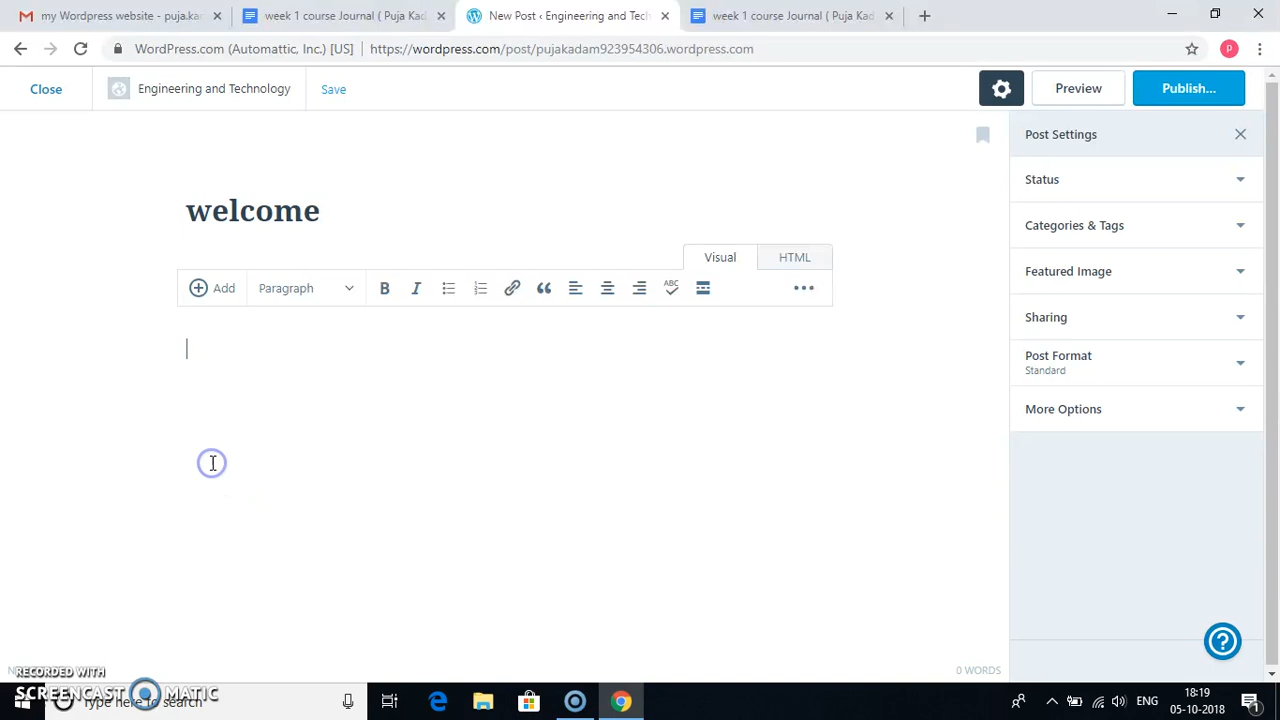 my Wordpress website - puja.kar
week 1 course Journal ( Puja Kad
New Post ‹ Engineering and Tech
week 1 course Journal ( Puja Kad
WordPress.com (Automattic, Inc.) [US] | https://wordpress.com/post/pujakadam923954306.wordpress.com
P
Close
Engineering and Technology
Save
Preview
Publish...
Post Settings
Status
welcome
Categories & Tags
Visual
HTML
Featured Image
Add
Paragraph
B
I
ABC
Sharing
Post Format
Standard
More Options
0 WORDS
RECORDED WITH
SCREENCAST MATIC
Type here to search
ENG
18:19
05-10-2018
1